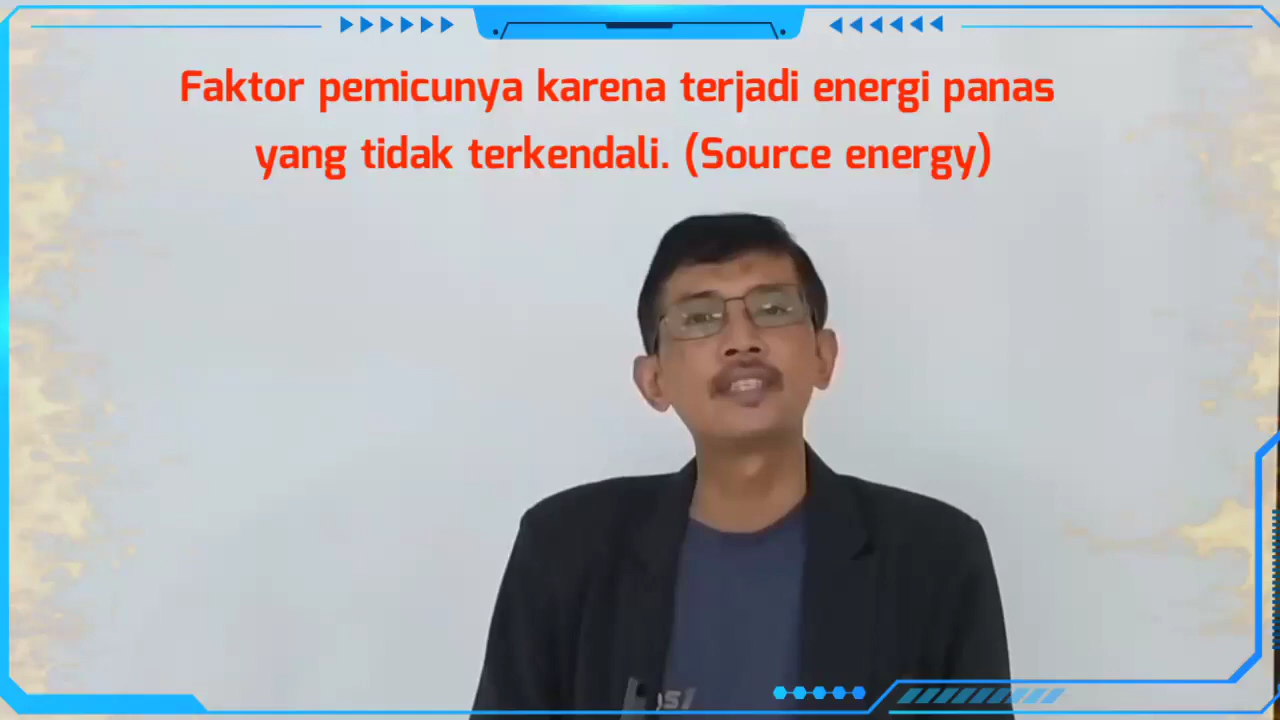 Faktor pemicunya karena terjadi energi panas
yang tidak terkendali. (Source energy)